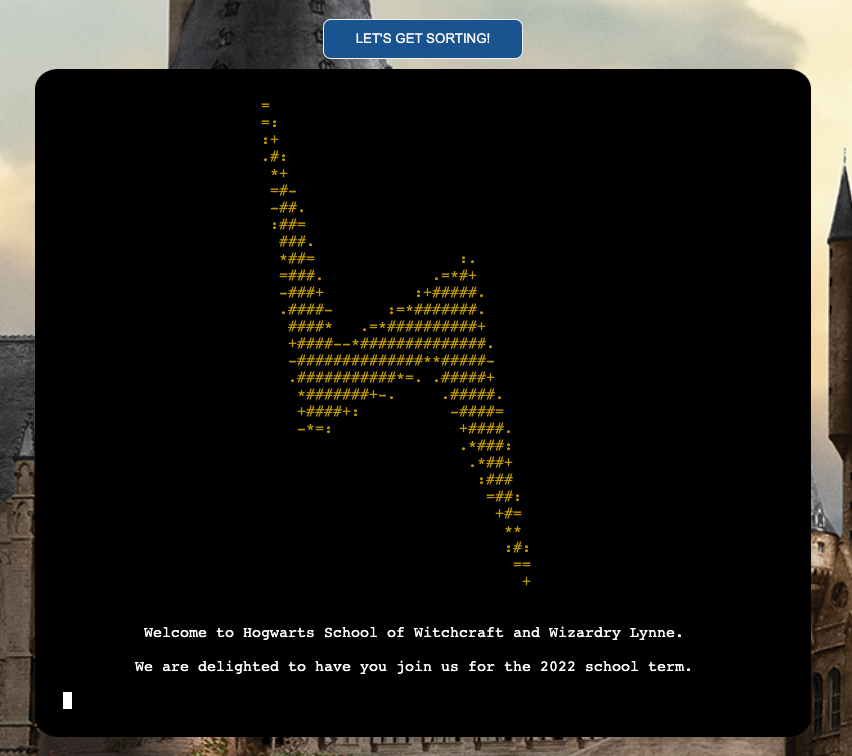 LET'S GET SORTING!
Welcome to Hogwarts School of Witchcraft and Wizardry Lynne.
We are delighted to have you join us for the 2022 school term.